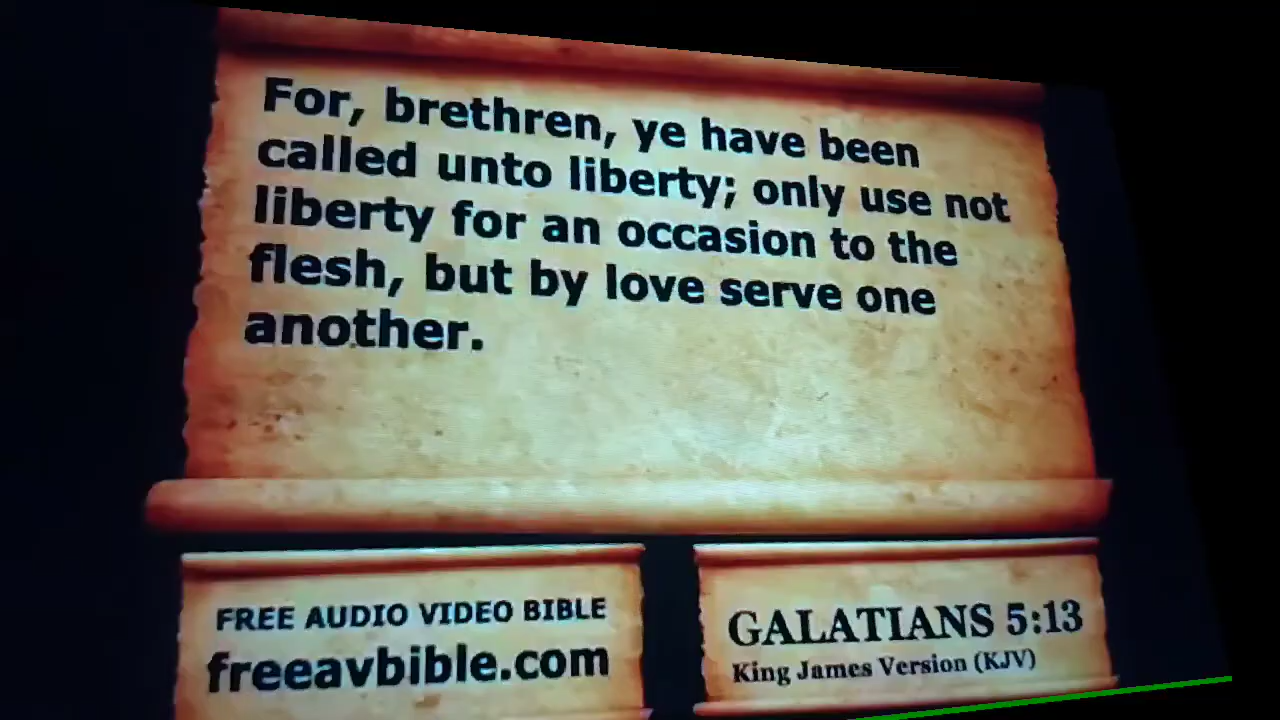 For, brethren, ye have been
called unto liberty; only use not
liberty for an occasion to the
flesh, but by love serve one
another.
FREE AUDIO VIDEO BIBLE
freeavbible.com
GALATIANS 5:13
King James Version (KJV)